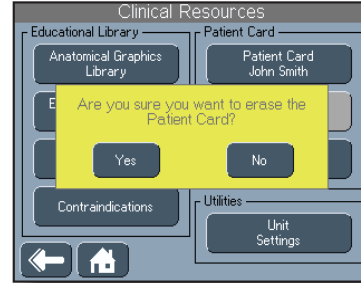 Clinical Resources
Educational Library
Patient Card
Anatomical Graphics
Library
Patient Card
John Smith
E
Are you sure you want to erase the
Patient Card?
Yes
No
Contraindications
Utilities
Unit
Settings